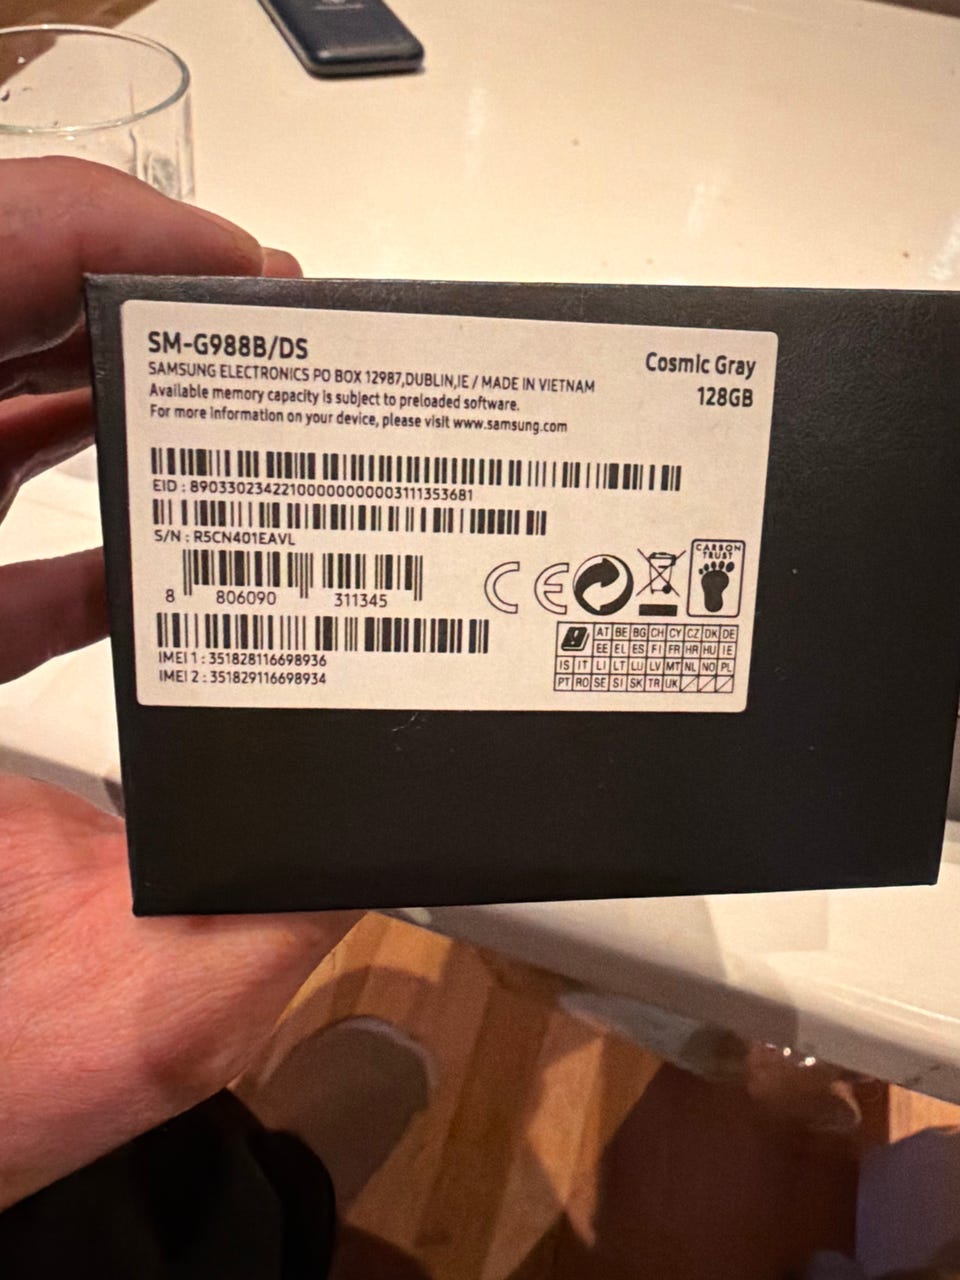 SM-G988B/DS
Cosmic Gray
128GB
SAMSUNG ELECTRONICS PO BOX 12987,DUBLIN,IE / MADE IN VIETNAM
Available memory capacity is subject to preloaded software.
For more information on your device, please visit www.samsung.com
EID : 89033023422100000000003111353681
S/N : R5CN401EAVL
8 806090 311345
CARBON
TRUST
CE
IMEI 1 : 351828116698936
IMEI 2 : 351829116698934
AT BE BG CH CY CZ DK DE
EE EL ES FI FR HR HU IE
IS IT LI LT LU LV MT NL NO PL
PT RO SE SI SK TR UK